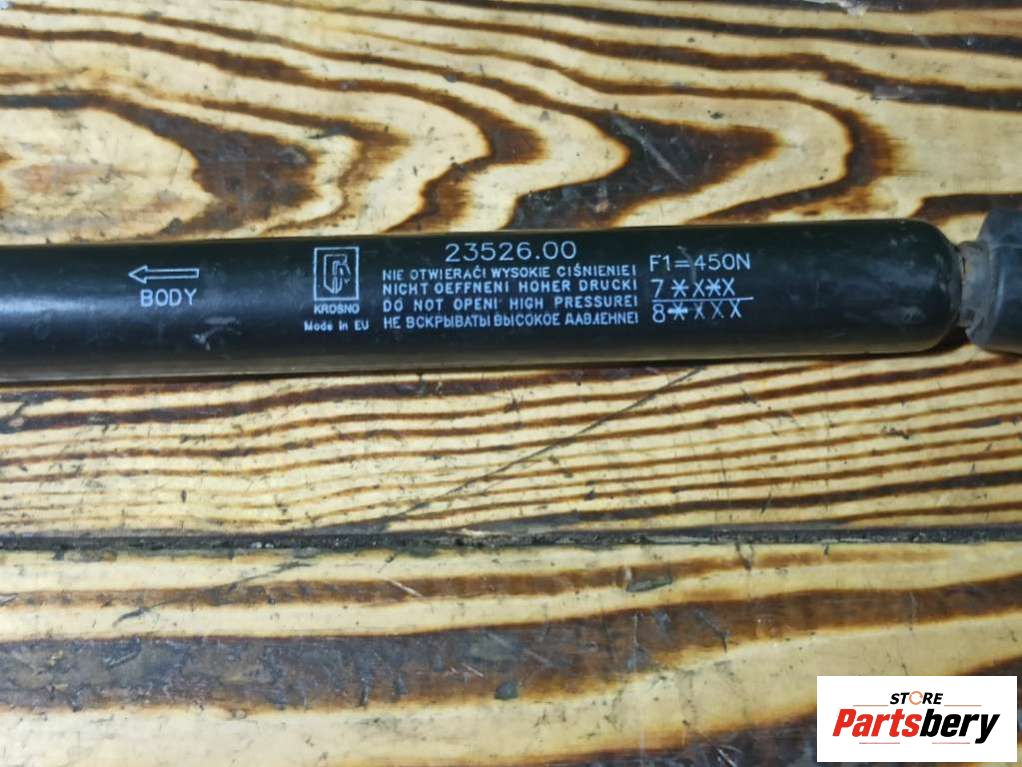 BODY
KROSNO
Made in EU
23526.00
NIE OTWIERAĆ! WYSOKIE CIŚNIENIE!
NICHT OEFFNEN! HOHER DRUCK!
DO NOT OPEN! HIGH PRESSURE!
НЕ ВСКРЫВАТЬ! ВЫСОКОЕ ДАВЛЕНИЕ!
F1=450N
7**X*X
8*XXX
STORE
Partsbery